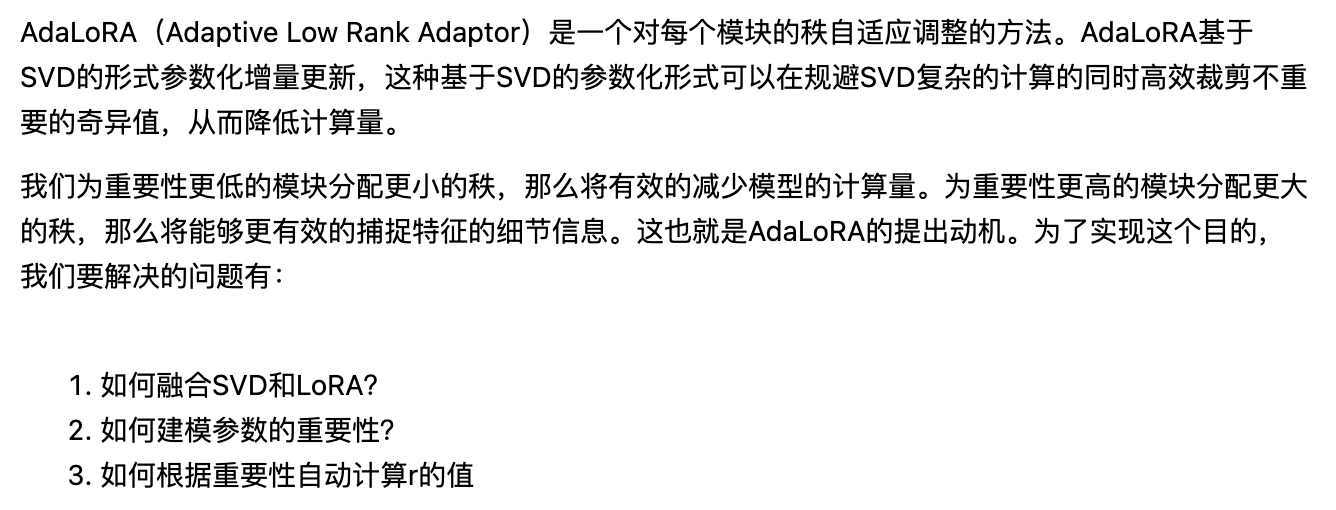 AdaLoRA（Adaptive Low Rank Adaptor）是一个对每个模块的秩自适应调整的方法。AdaLoRA基于
SVD的形式参数化增量更新，这种基于SVD的参数化形式可以在规避SVD复杂的计算的同时高效裁剪不重
要的奇异值，从而降低计算量。
我们为重要性更低的模块分配更小的秩，那么将有效的减少模型的计算量。为重要性更高的模块分配更大
的秩，那么将能够更有效的捕捉特征的细节信息。这也就是AdaLoRA的提出动机。为了实现这个目的，
我们要解决的问题有：
1. 如何融合SVD和LoRA?
2. 如何建模参数的重要性?
3. 如何根据重要性自动计算r的值